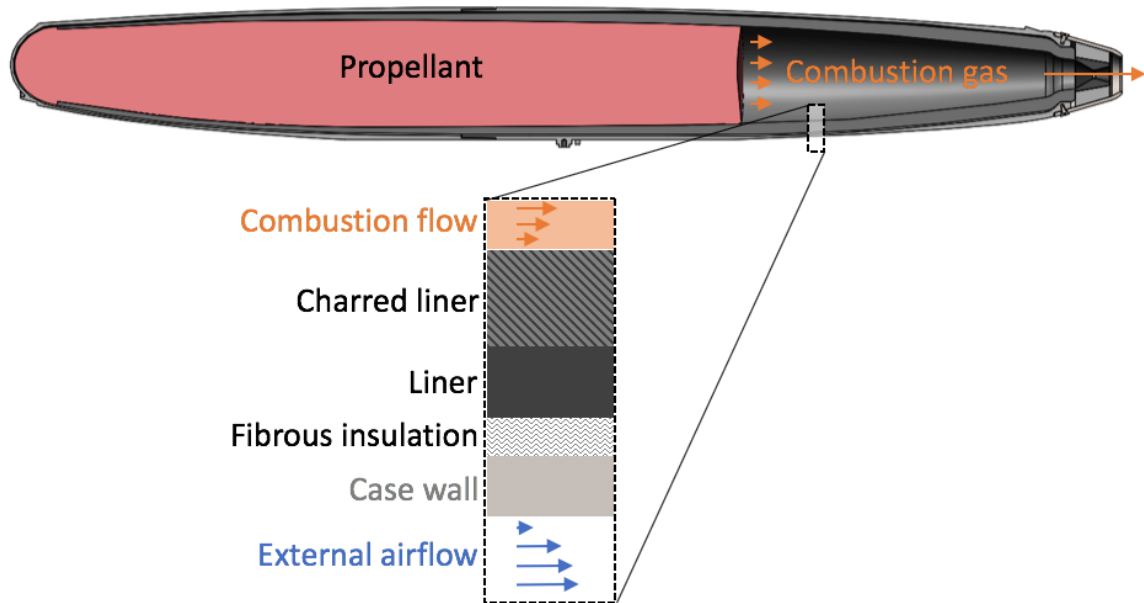 Propellant
Combustion gas
Combustion flow
Charred liner
Liner
Fibrous insulation
Case wall
External airflow